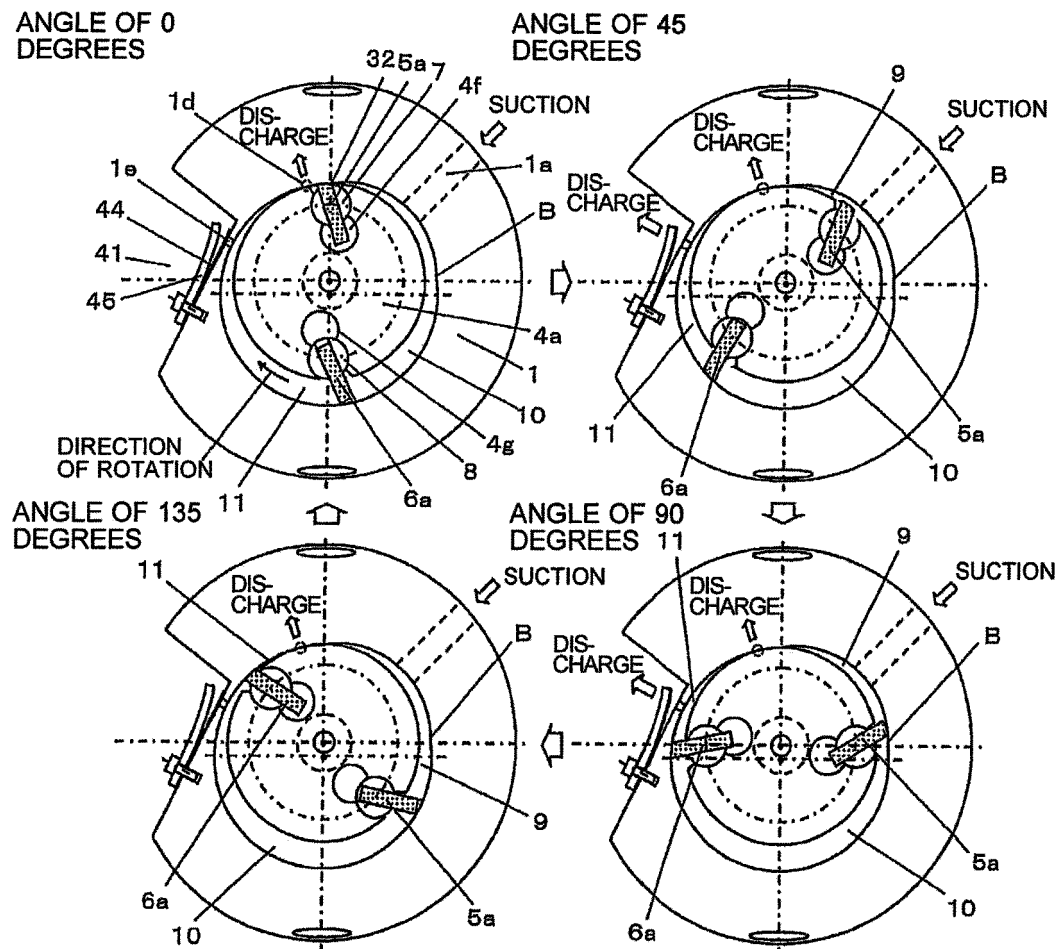 ANGLE OF 0
DEGREES
325a 7 4f
1d
DIS-
CHARGE
SUCTION
1e
1a
44
B
41
45
4a
1
10
DIRECTION
OF ROTATION
4g
8
11
6a
ANGLE OF 45
DEGREES
9
SUCTION
DIS-
CHARGE
B
DIS-
CHARGE
11
5a
6a
10
ANGLE OF 135
DEGREES
11
DIS-
CHARGE
SUCTION
B
9
6a
5a
10
ANGLE OF 90
DEGREES
11
9
DIS-
CHARGE
SUCTION
B
DIS-
CHARGE
5a
6a
10